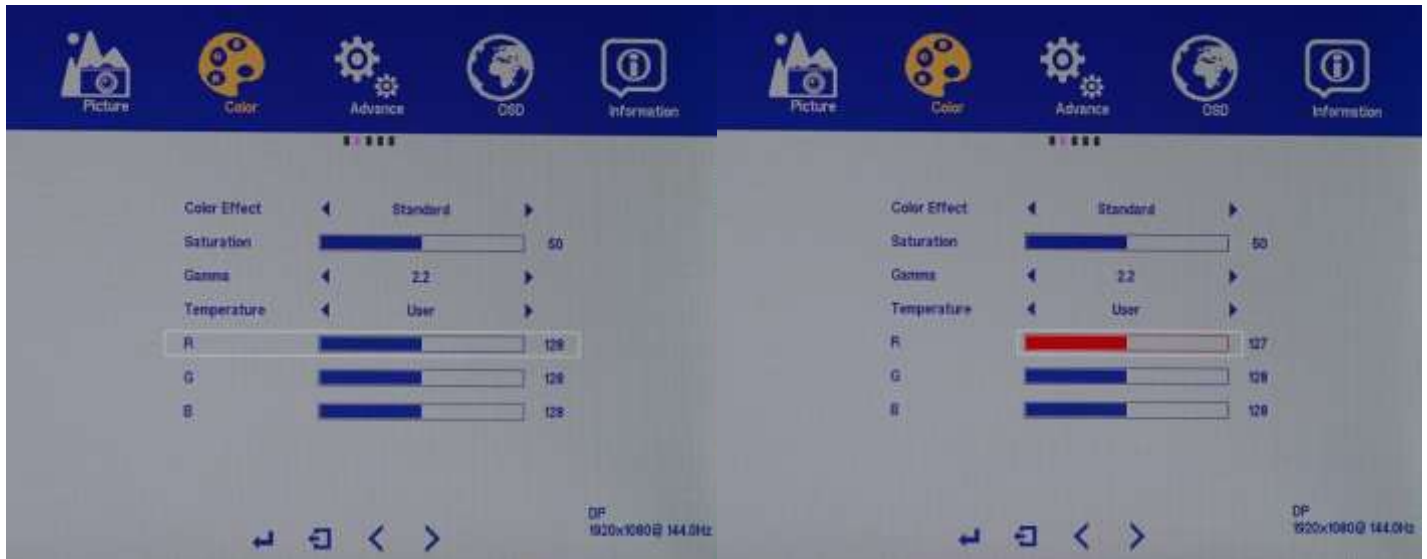 Picture Color Advance OSD Information
Color Effect Standard
Saturation 50
Gamma 2.2
Temperature User
R 128
G 128
B 128
DP
1920x1080@ 144.0Hz
Picture Color Advance OSD Information
Color Effect Standard
Saturation 50
Gamma 2.2
Temperature User
R 127
G 128
B 128
DP
1920x1080@ 144.0Hz